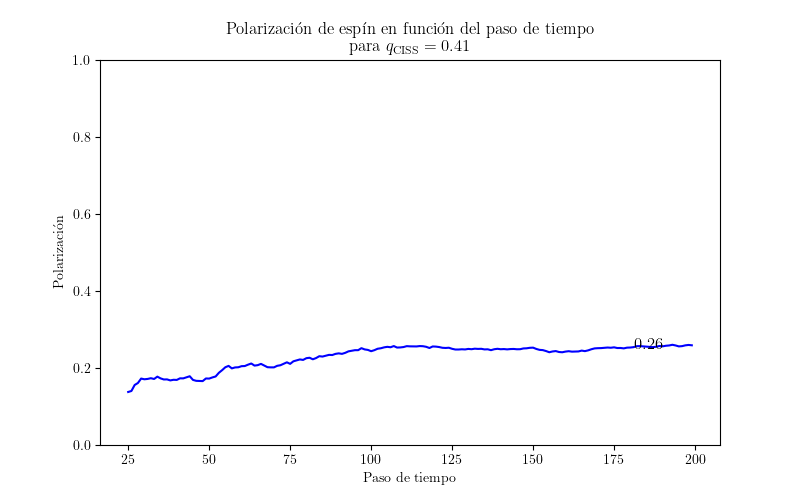 Polarización de espín en función del paso de tiempo
para q_CISS = 0.41
1.0
0.8
0.6
0.4
0.2
0.0
Polarización
0.26
25 50 75 100 125 150 175 200
Paso de tiempo